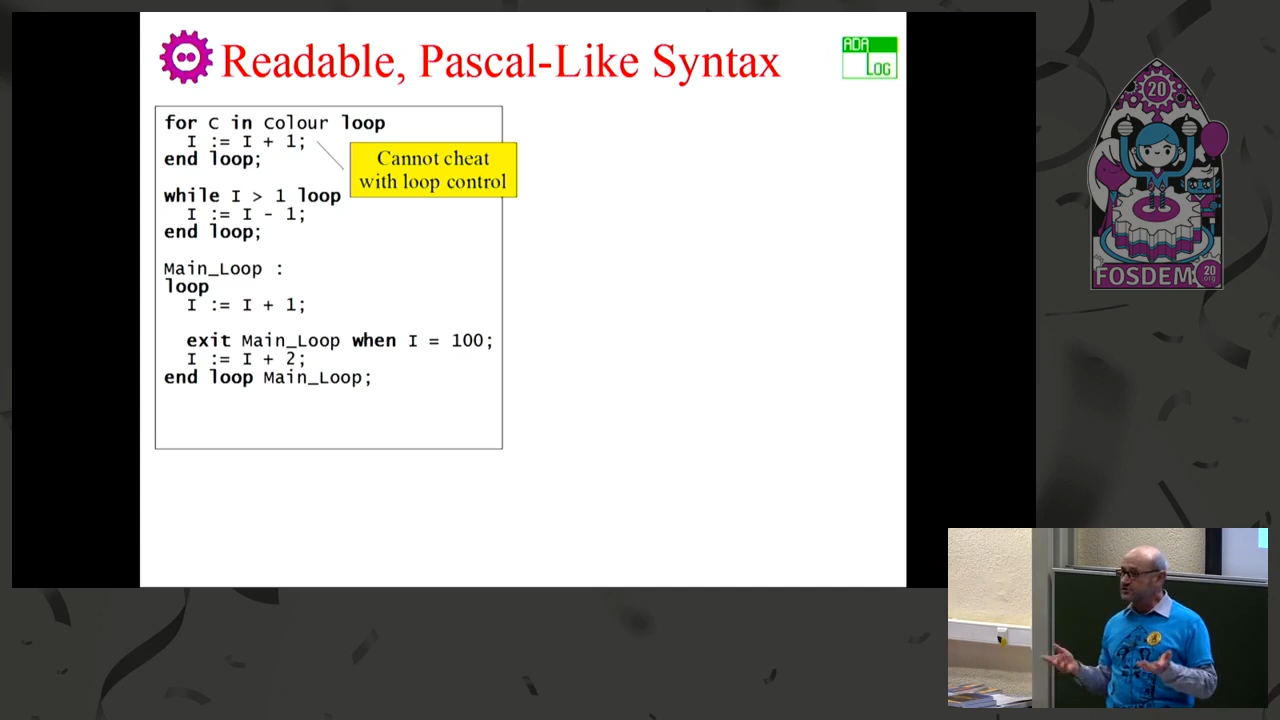 Readable, Pascal-Like Syntax
ADA
LOG
for C in Colour loop
I := I + 1;
end loop;
Cannot cheat
with loop control
while I > 1 loop
I := I - 1;
end loop;
Main_Loop :
loop
I := I + 1;
exit Main_Loop when I = 100;
I := I + 2;
end loop Main_Loop;
20
FOSDEM
20
.org